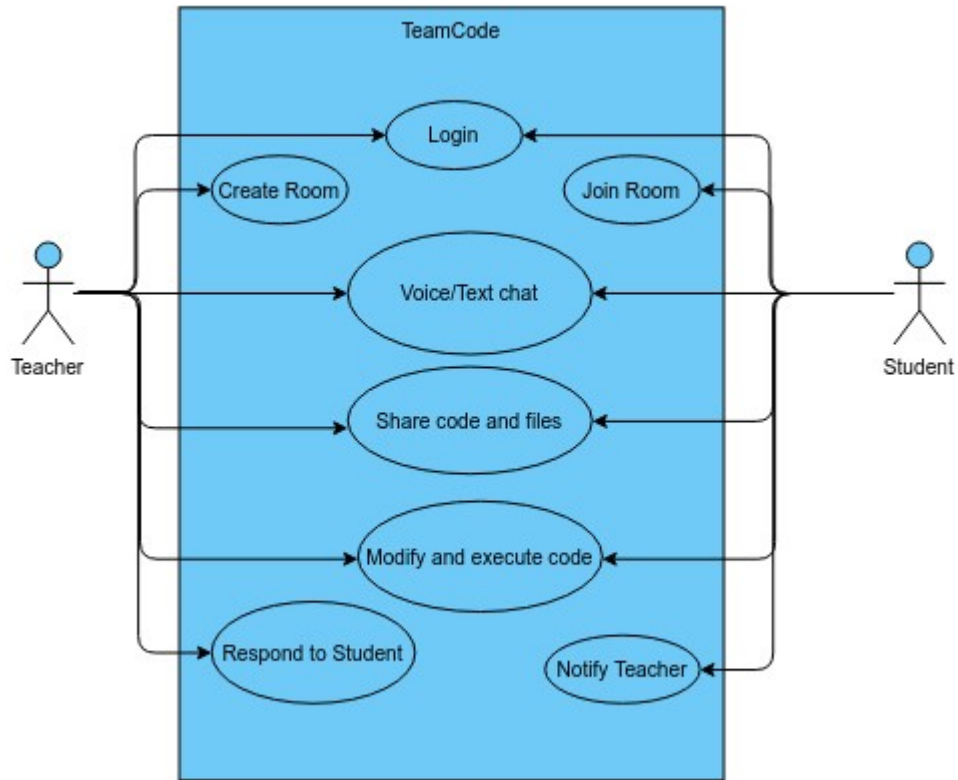 TeamCode
Login
Create Room
Join Room
Voice/Text chat
Teacher
Student
Share code and files
Modify and execute code
Respond to Student
Notify Teacher